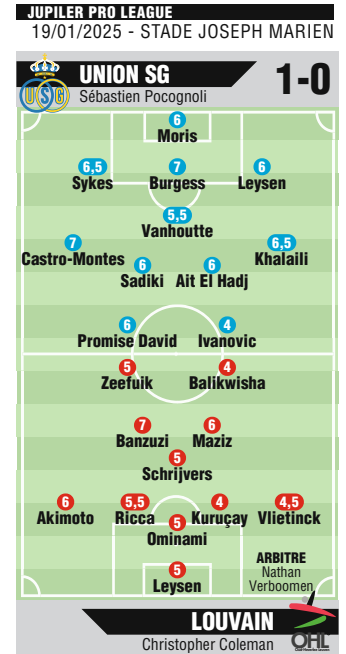 JUPILER PRO LEAGUE
19/01/2025 - STADE JOSEPH MARIEN
UNION SG 1-0
Sébastien Pocognoli
USG
6
Moris
6,5 7 6
Sykes Burgess Leysen
5,5
Vanhoutte
7 6,5
Castro-Montes Khalaili
6 6
Sadiki Ait El Hadj
6 4
Promise David Ivanovic
5 4
Zeefuik Balikwisha
7 6
Banzuzi Maziz
5
Schrijvers
6 5,5 4 4,5
Akimoto Ricca Kuruçay Vlietinck
5
Ominami
5
Leysen
ARBITRE
Nathan
Verboomen
LOUVAIN
Christopher Coleman
OHL